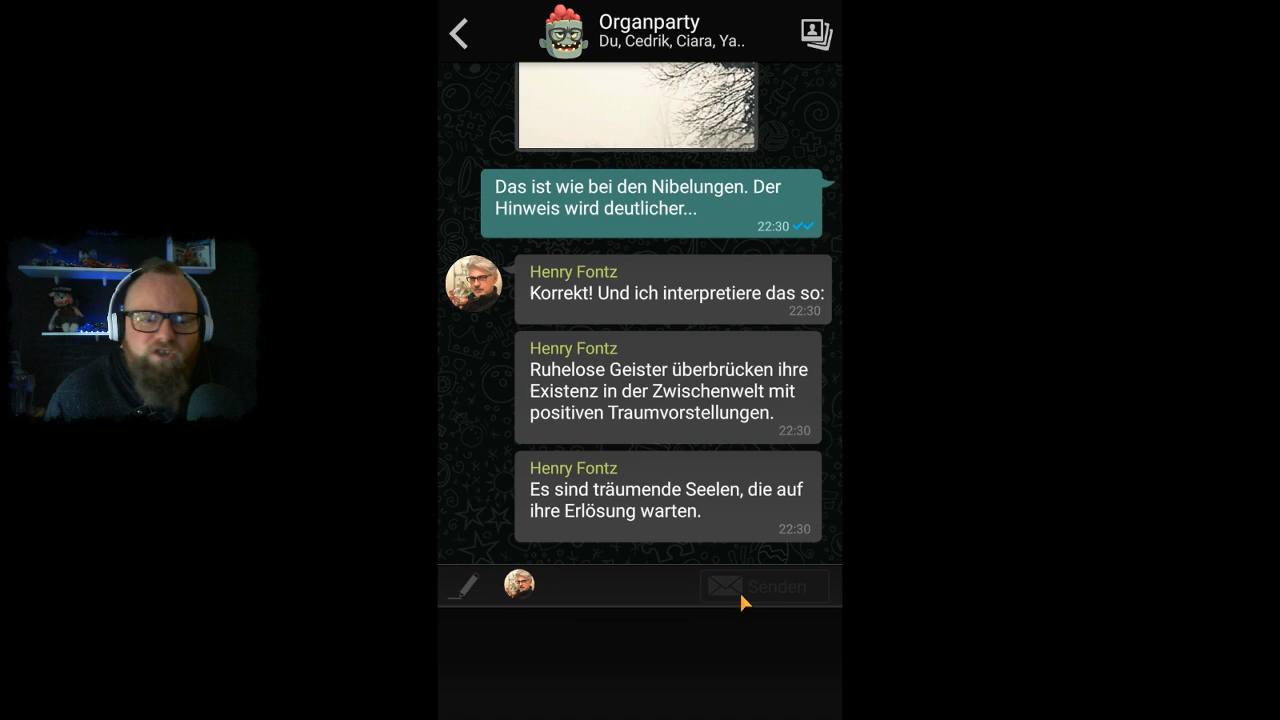 Organparty
Du, Cedrik, Ciara, Ya..
Das ist wie bei den Nibelungen. Der
Hinweis wird deutlicher...
22:30
Henry Fontz
Korrekt! Und ich interpretiere das so:
22:30
Henry Fontz
Ruhelose Geister überbrücken ihre
Existenz in der Zwischenwelt mit
positiven Traumvorstellungen.
22:30
Henry Fontz
Es sind träumende Seelen, die auf
ihre Erlösung warten.
22:30
Senden